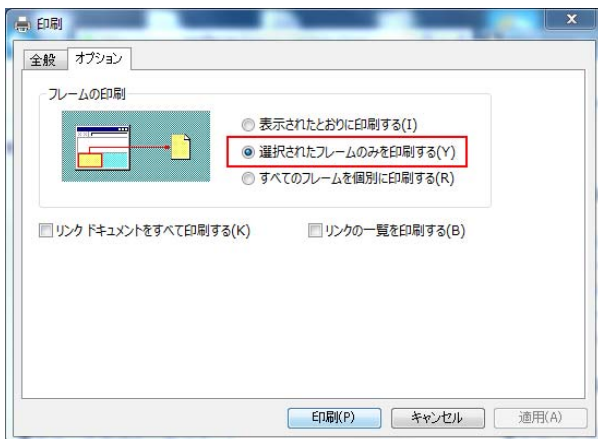 印刷
全般 オプション
フレームの印刷
表示されたとおりに印刷する(I)
選択されたフレームのみを印刷する(Y)
すべてのフレームを個別に印刷する(R)
リンク ドキュメントをすべて印刷する(K) リンクの一覧を印刷する(B)
印刷(P) キャンセル 適用(A)